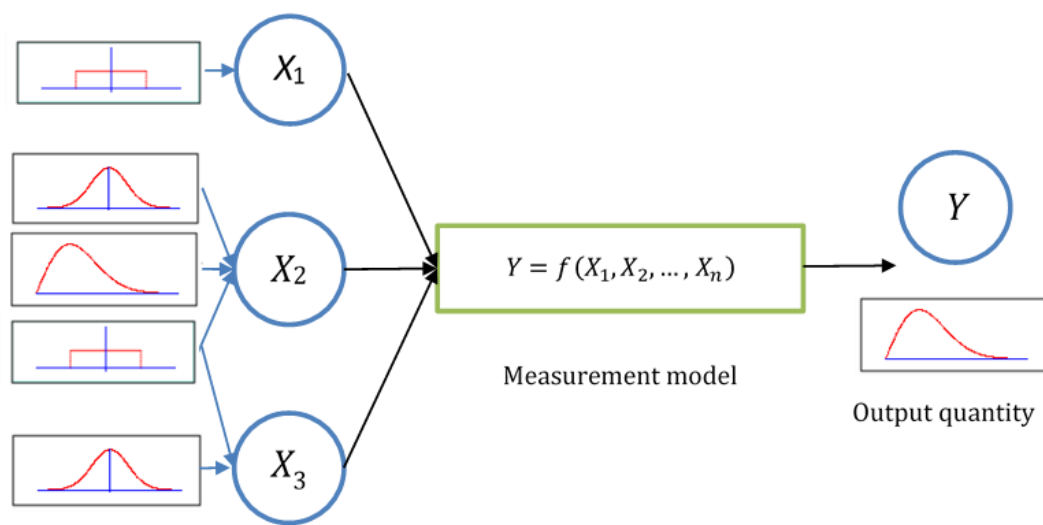 X₁
X₂
X₃
Y = f(X₁, X₂, …, Xₙ)
Measurement model
Y
Output quantity